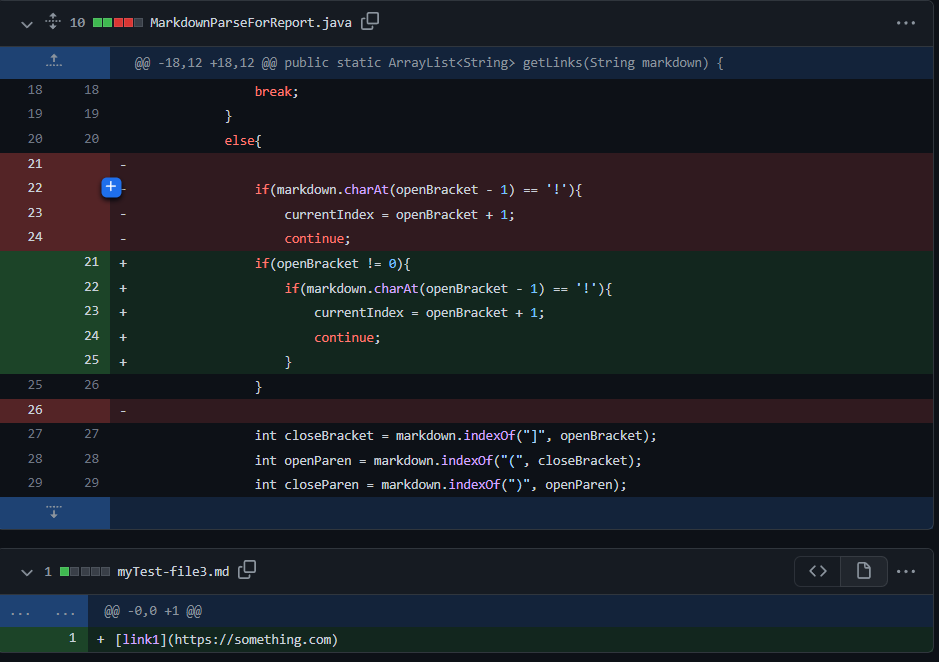 10 MarkdownParseForReport.java
@@ -18,12 +18,12 @@ public static ArrayList<String> getLinks(String markdown) {
18 18 break;
19 19 }
20 20 else{
21 -
22 - if(markdown.charAt(openBracket - 1) == '!'){
23 - currentIndex = openBracket + 1;
24 - continue;
21 + if(openBracket != 0){
22 + if(markdown.charAt(openBracket - 1) == '!'){
23 + currentIndex = openBracket + 1;
24 + continue;
25 + }
25 26 }
26 -
27 27 int closeBracket = markdown.indexOf("]", openBracket);
28 28 int openParen = markdown.indexOf("(", closeBracket);
29 29 int closeParen = markdown.indexOf(")", openParen);
1 myTest-file3.md
... ... @@ -0,0 +1 @@
1 + [link1](https://something.com)